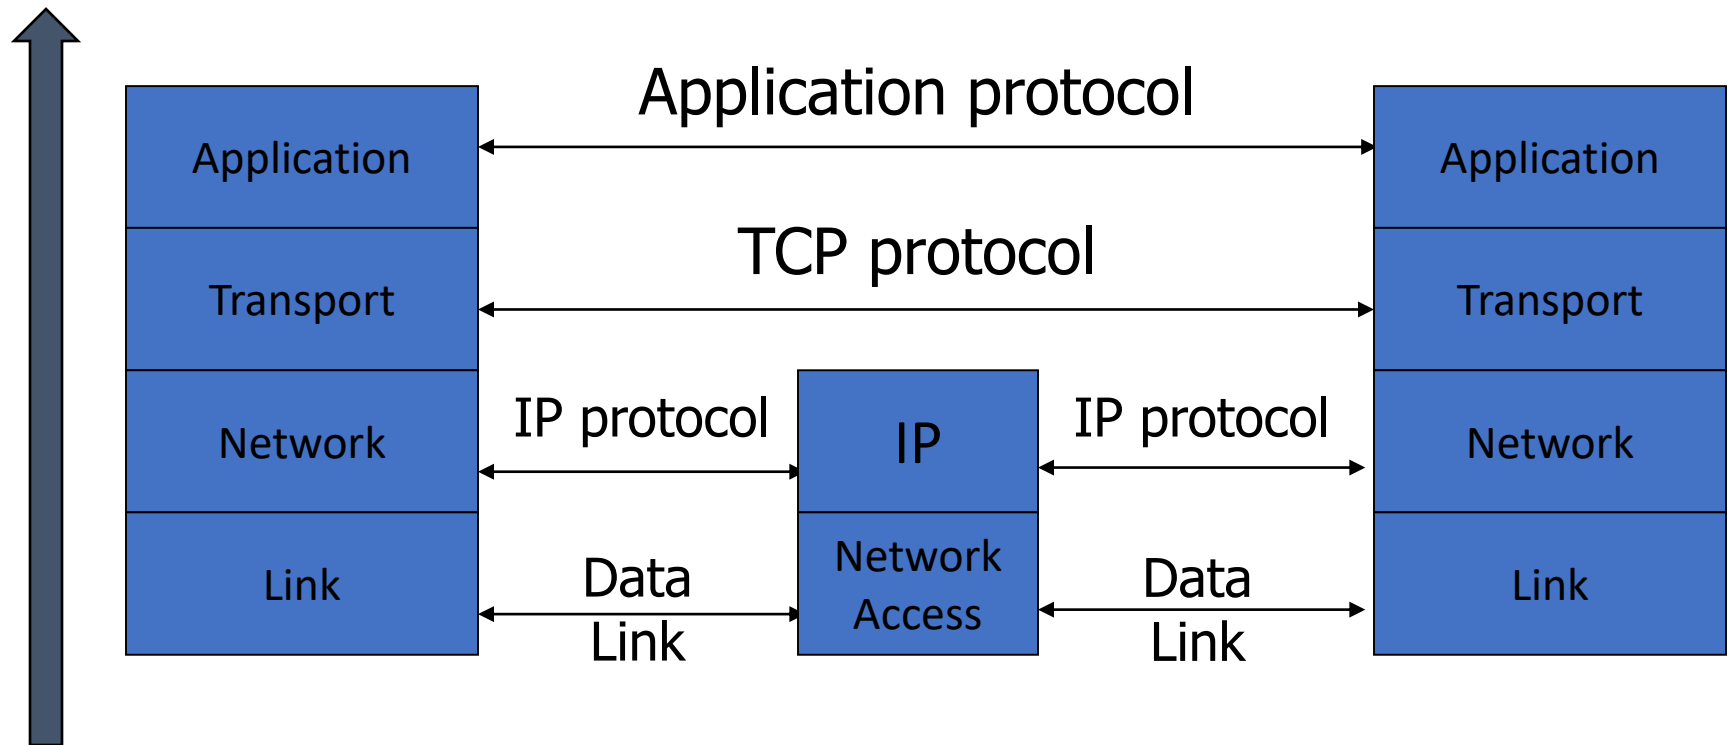 Application protocol
Application
Application
TCP protocol
Transport
Transport
IP protocol
IP
IP protocol
Network
Network
Network
Access
Data
Link
Data
Link
Link
Link